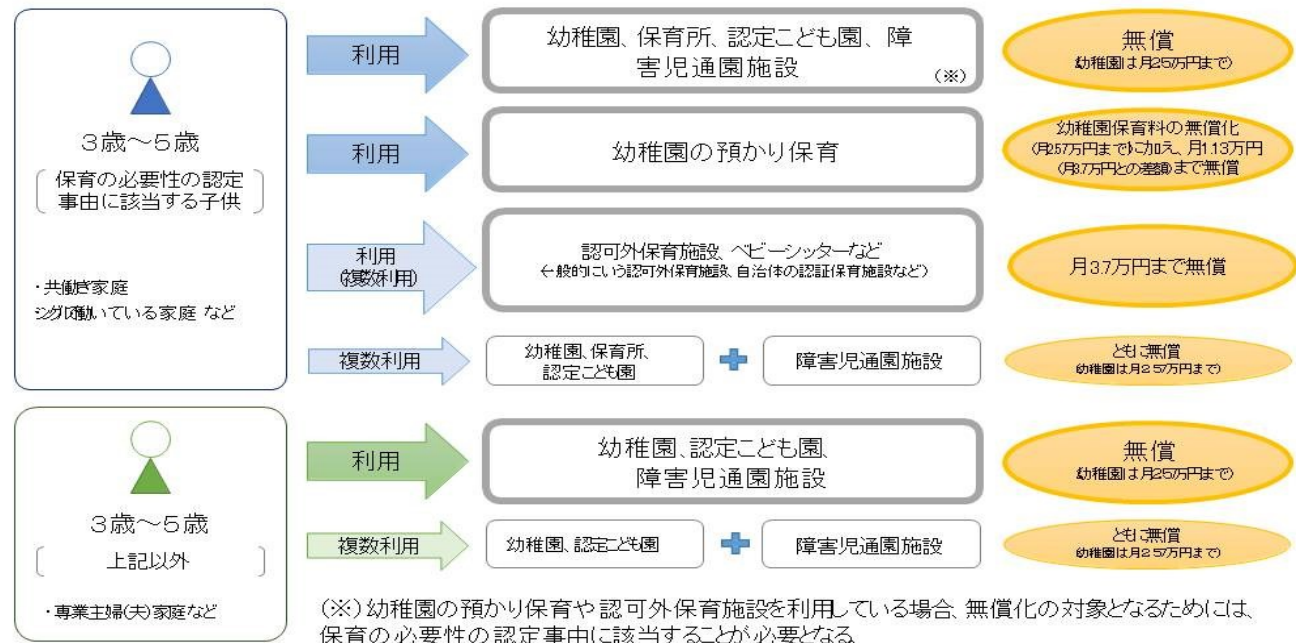 ３歳～５歳
保育の必要性の認定
事由に該当する子供
・共働き家庭
シングルで働いている家庭 など
利用
幼稚園、保育所、認定こども園、障
害児通園施設
（※）
無償
（幼稚園は月2.57万円まで）
利用
幼稚園の預かり保育
幼稚園保育料の無償化
（月2.57万円まで）に加え、月1.13万円
（月3.7万円との差額）まで無償
利用
（複数利用）
認可外保育施設、ベビーシッターなど
（一般的にいう認可外保育施設、自治体の認証保育施設など）
月3.7万円まで無償
複数利用
幼稚園、保育所、
認定こども園
障害児通園施設
ともに無償
（幼稚園は月2.57万円まで）
３歳～５歳
上記以外
・専業主婦(夫)家庭など
利用
幼稚園、認定こども園、
障害児通園施設
無償
（幼稚園は月2.57万円まで）
複数利用
幼稚園、認定こども園
障害児通園施設
ともに無償
（幼稚園は月2.57万円まで）
（※）幼稚園の預かり保育や認可外保育施設を利用している場合、無償化の対象となるためには、
保育の必要性の認定事由に該当することが必要となる